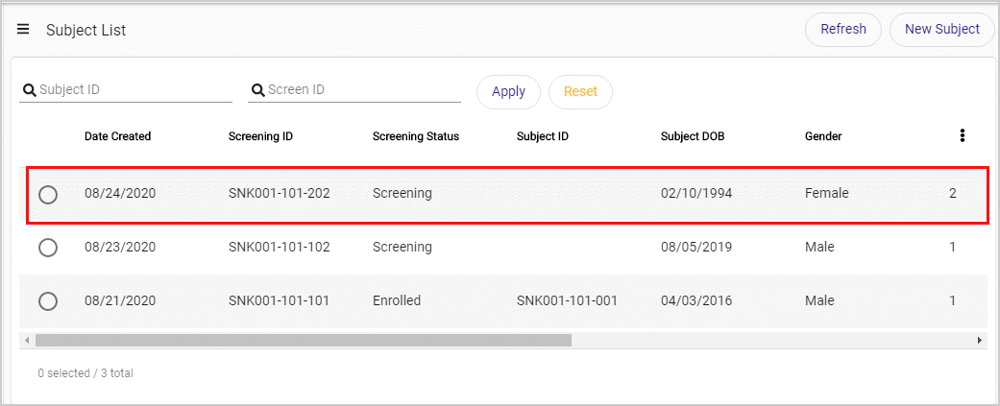 Subject List Refresh New Subject
Subject ID Screen ID Apply Reset
Date Created Screening ID Screening Status Subject ID Subject DOB Gender
08/24/2020 SNK001-101-202 Screening 02/10/1994 Female 2
08/23/2020 SNK001-101-102 Screening 08/05/2019 Male 1
08/21/2020 SNK001-101-101 Enrolled SNK001-101-001 04/03/2016 Male 1
0 selected / 3 total